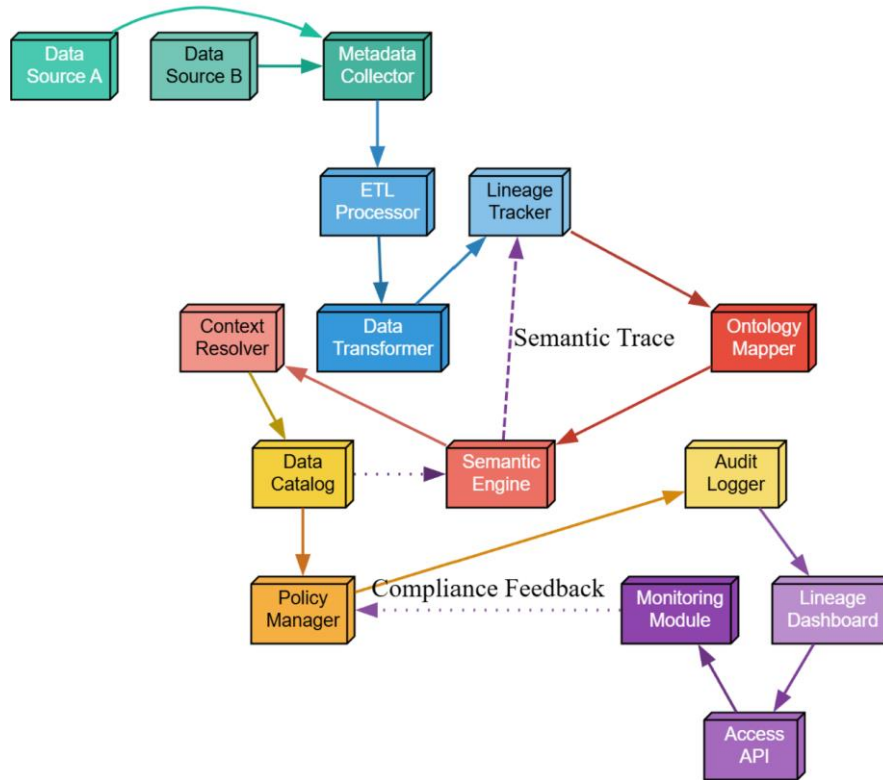 Data
Source A
Data
Source B
Metadata
Collector
ETL
Processor
Lineage
Tracker
Context
Resolver
Data
Transformer
Semantic Trace
Ontology
Mapper
Data
Catalog
Semantic
Engine
Audit
Logger
Policy
Manager
Compliance Feedback
Monitoring
Module
Lineage
Dashboard
Access
API